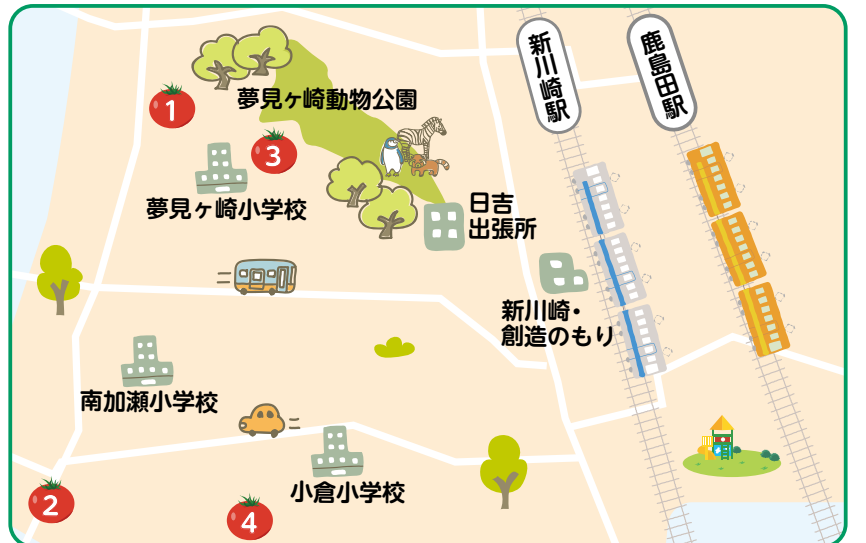 新川崎駅
鹿島田駅
夢見ヶ崎動物公園
1
3
夢見ヶ崎小学校
日吉
出張所
新川崎・
創造のもり
南加瀬小学校
小倉小学校
2
4